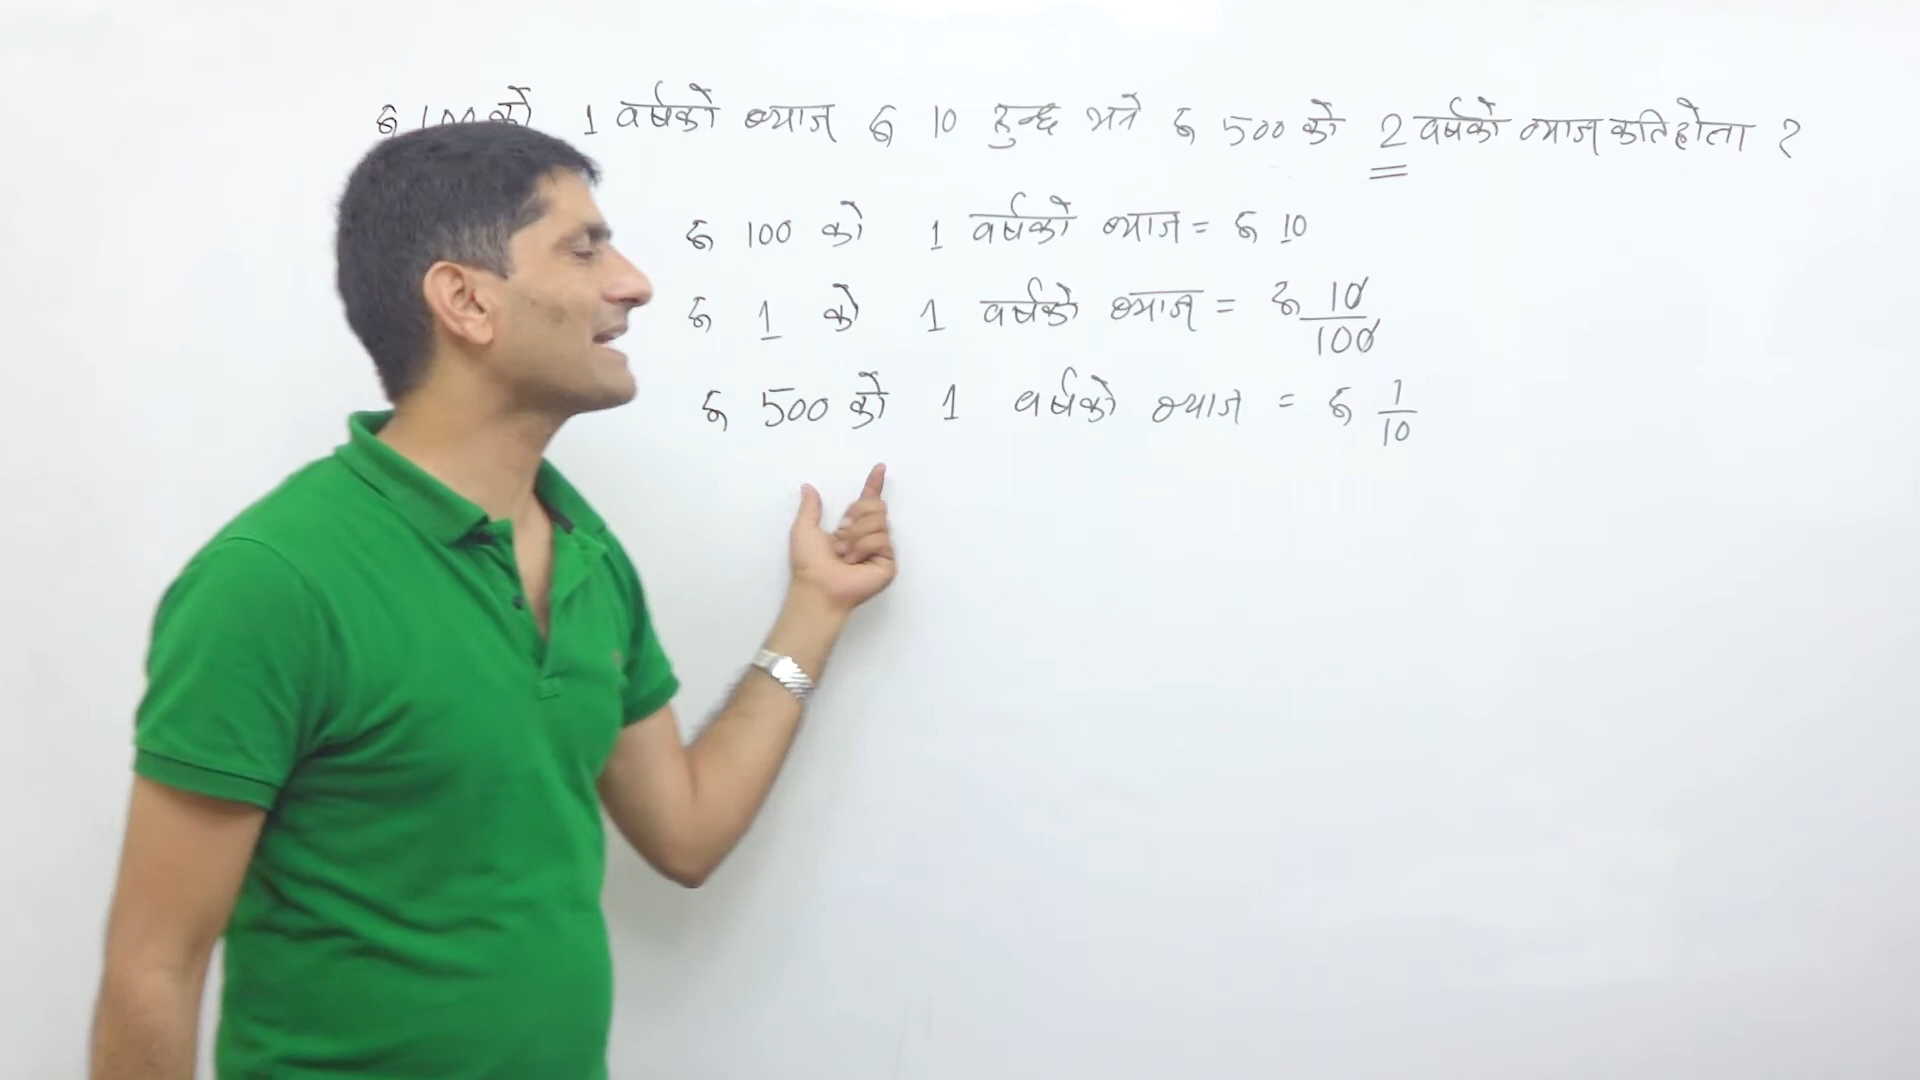 रु 100 को 1 वर्षको ब्याज रु 10 हुन्छ भने रु 500 को 2 वर्षको ब्याज कति होला ?
रु 100 को 1 वर्षको ब्याज = रु 10
रु 1 को 1 वर्षको ब्याज = रु 10/100
रु 500 को 1 वर्षको ब्याज = रु 1/10